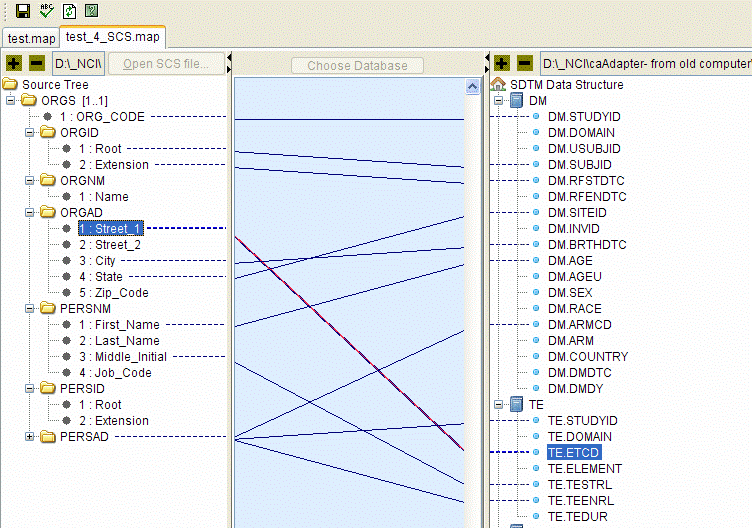 ABC
test.map
test_4_SCS.map
D:\_NCI\
Open SCS file...
Choose Database
D:\_NCI\caAdapter- from old computer\
Source Tree
ORGS [1..1]
1 : ORG_CODE
ORGID
1 : Root
2 : Extension
ORGNM
1 : Name
ORGAD
1 : Street_1
2 : Street_2
3 : City
4 : State
5 : Zip_Code
PERSNM
1 : First_Name
2 : Last_Name
3 : Middle_Initial
4 : Job_Code
PERSID
1 : Root
2 : Extension
PERSAD
SDTM Data Structure
DM
DM.STUDYID
DM.DOMAIN
DM.USUBJID
DM.SUBJID
DM.RFSTDTC
DM.RFENDTC
DM.SITEID
DM.INVID
DM.BRTHDTC
DM.AGE
DM.AGEU
DM.SEX
DM.RACE
DM.ARMCD
DM.ARM
DM.COUNTRY
DM.DMDTC
DM.DMDY
TE
TE.STUDYID
TE.DOMAIN
TE.ETCD
TE.ELEMENT
TE.TESTRL
TE.TEENRL
TE.TEDUR